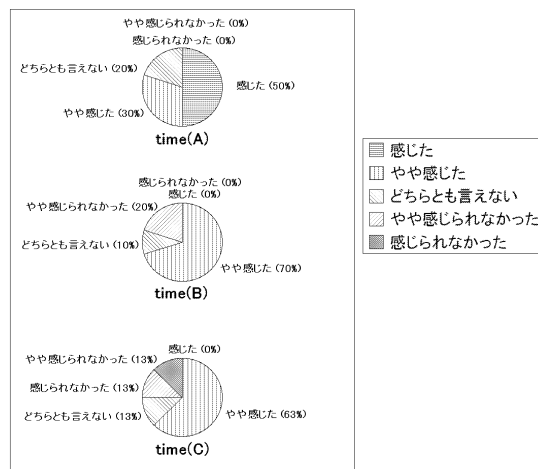 やや感じられなかった (0%)
感じられなかった (0%)
どちらとも言えない (20%)
感じた (50%)
やや感じた (30%)
time(A)
感じられなかった (0%)
感じた (0%)
やや感じられなかった (20%)
どちらとも言えない (10%)
やや感じた (70%)
time(B)
感じた (0%)
やや感じられなかった (13%)
感じられなかった (13%)
どちらとも言えない (13%)
やや感じた (63%)
time(C)
感じた
やや感じた
どちらとも言えない
やや感じられなかった
感じられなかった